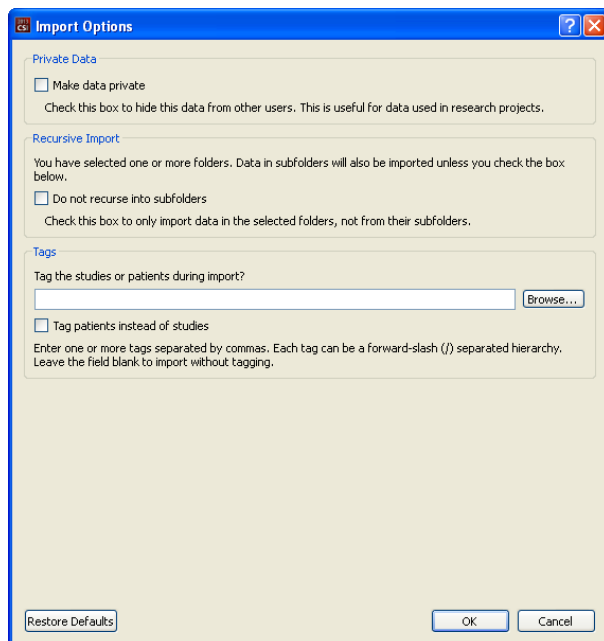 Import Options
Private Data
Make data private
Check this box to hide this data from other users. This is useful for data used in research projects.
Recursive Import
You have selected one or more folders. Data in subfolders will also be imported unless you check the box
below.
Do not recurse into subfolders
Check this box to only import data in the selected folders, not from their subfolders.
Tags
Tag the studies or patients during import?
Browse...
Tag patients instead of studies
Enter one or more tags separated by commas. Each tag can be a forward-slash (/) separated hierarchy.
Leave the field blank to import without tagging.
Restore Defaults
OK
Cancel